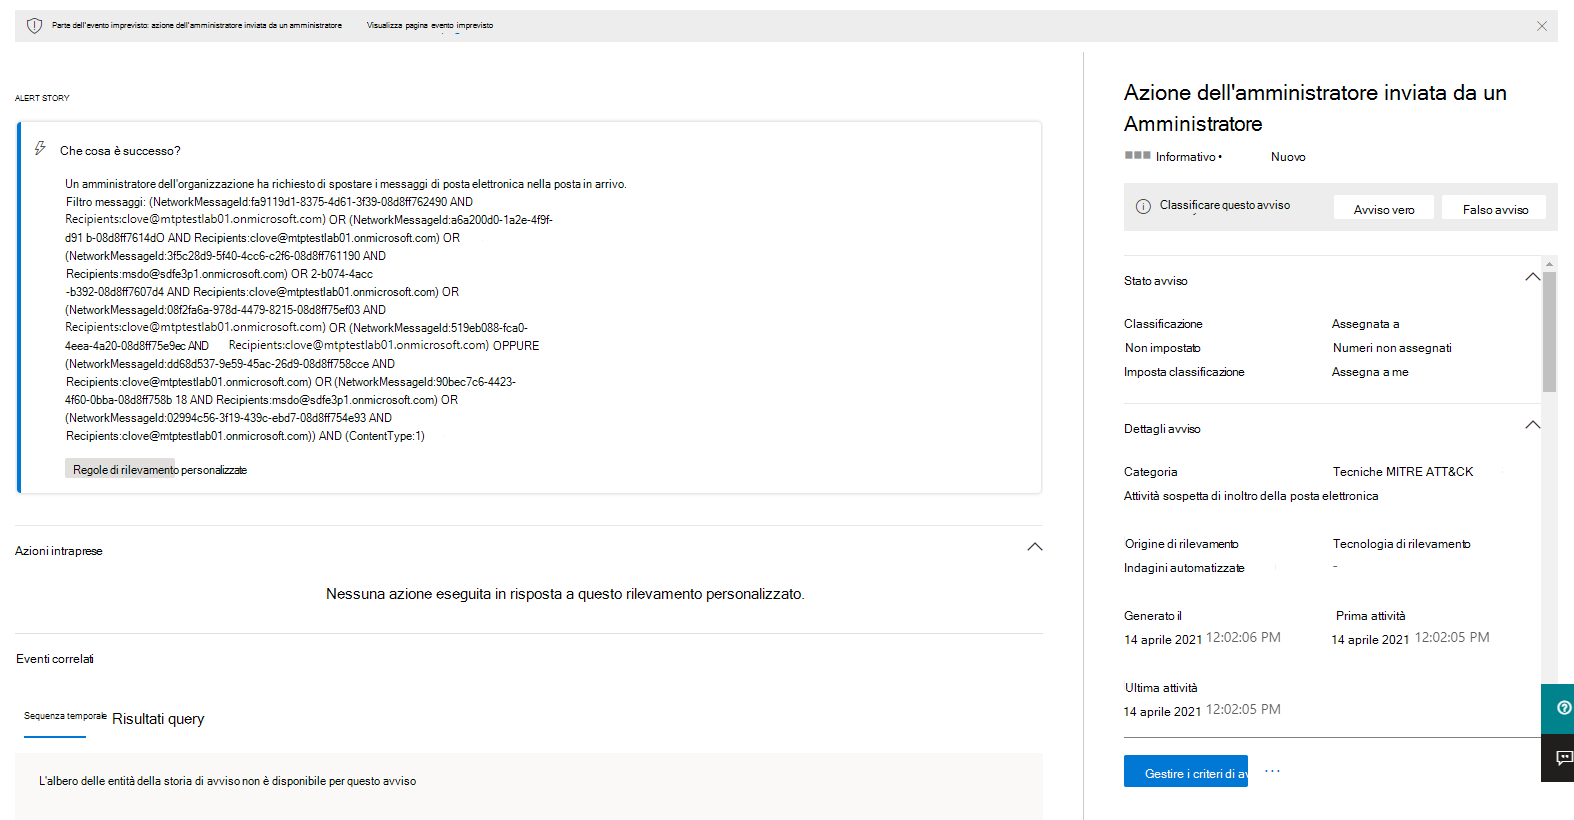 Parte dell'evento imprevisto: azione dell'amministratore inviata da un amministratore
Visualizza pagina evento imprevisto
ALERT STORY
Che cosa è successo?
Un amministratore dell'organizzazione ha richiesto di spostare i messaggi di posta elettronica nella posta in arrivo.
Filtro messaggi: (NetworkMessageId:fa9119d1-8375-4d61-3f39-08d8ff762490 AND
Recipients:clove@mtptestlab01.onmicrosoft.com) OR (NetworkMessageId:a6a200d0-1a2e-4f9f-
d91 b-08d8ff7614dO AND Recipients:clove@mtptestlab01.onmicrosoft.com) OR
(NetworkMessageId:3f5c28d9-5f40-4cc6-c2f6-08d8ff761190 AND
Recipients:msdo@sdfe3p1.onmicrosoft.com) OR 2-b074-4acc
-b392-08d8ff7607d4 AND Recipients:clove@mtptestlab01.onmicrosoft.com) OR
(NetworkMessageId:08f2fa6a-978d-4479-8215-08d8ff75ef03 AND
Recipients:clove@mtptestlab01.onmicrosoft.com) OR (NetworkMessageId:519eb088-fca0-
4eea-4a20-08d8ff75e9ec AND Recipients:clove@mtptestlab01.onmicrosoft.com) OPPURE
(NetworkMessageId:dd68d537-9e59-45ac-26d9-08d8ff758cce AND
Recipients:clove@mtptestlab01.onmicrosoft.com) OR (NetworkMessageId:90bec7c6-4423-
4f60-0bba-08d8ff758b 18 AND Recipients:msdo@sdfe3p1.onmicrosoft.com) OR
(NetworkMessageId:02994c56-3f19-439c-ebd7-08d8ff754e93 AND
Recipients:clove@mtptestlab01.onmicrosoft.com)) AND (ContentType:1)
Regole di rilevamento personalizzate
Azioni intraprese
Nessuna azione eseguita in risposta a questo rilevamento personalizzato.
Eventi correlati
Sequenza temporale Risultati query
L'albero delle entità della storia di avviso non è disponibile per questo avviso
Azione dell'amministratore inviata da un
Amministratore
Informativo • Nuovo
Classificare questo avviso
Avviso vero
Falso avviso
Stato avviso
Classificazione Assegnata a
Non impostato Numeri non assegnati
Imposta classificazione Assegna a me
Dettagli avviso
Categoria Tecniche MITRE ATT&CK
Attività sospetta di inoltro della posta elettronica
Origine di rilevamento Tecnologia di rilevamento
Indagini automatizzate -
Generato il Prima attività
14 aprile 2021 12:02:06 PM 14 aprile 2021 12:02:05 PM
Ultima attività
14 aprile 2021 12:02:05 PM
Gestire i criteri di av
...